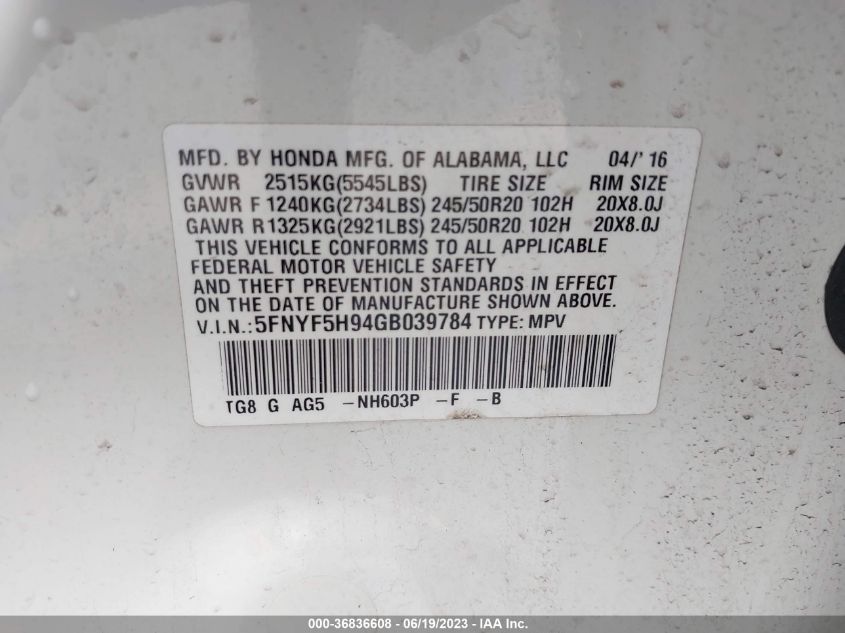 MFD. BY HONDA MFG. OF ALABAMA, LLC 04/' 16
GVWR 2515KG(5545LBS) TIRE SIZE RIM SIZE
GAWR F 1240KG(2734LBS) 245/50R20 102H 20X8.0J
GAWR R 1325KG(2921LBS) 245/50R20 102H 20X8.0J
THIS VEHICLE CONFORMS TO ALL APPLICABLE
FEDERAL MOTOR VEHICLE SAFETY
AND THEFT PREVENTION STANDARDS IN EFFECT
ON THE DATE OF MANUFACTURE SHOWN ABOVE.
V.I.N.:5FNYF5H94GB039784 TYPE: MPV
TG8 G AG5 -NH603P -F -B
000-36836608 - 06/19/2023 - IAA Inc.